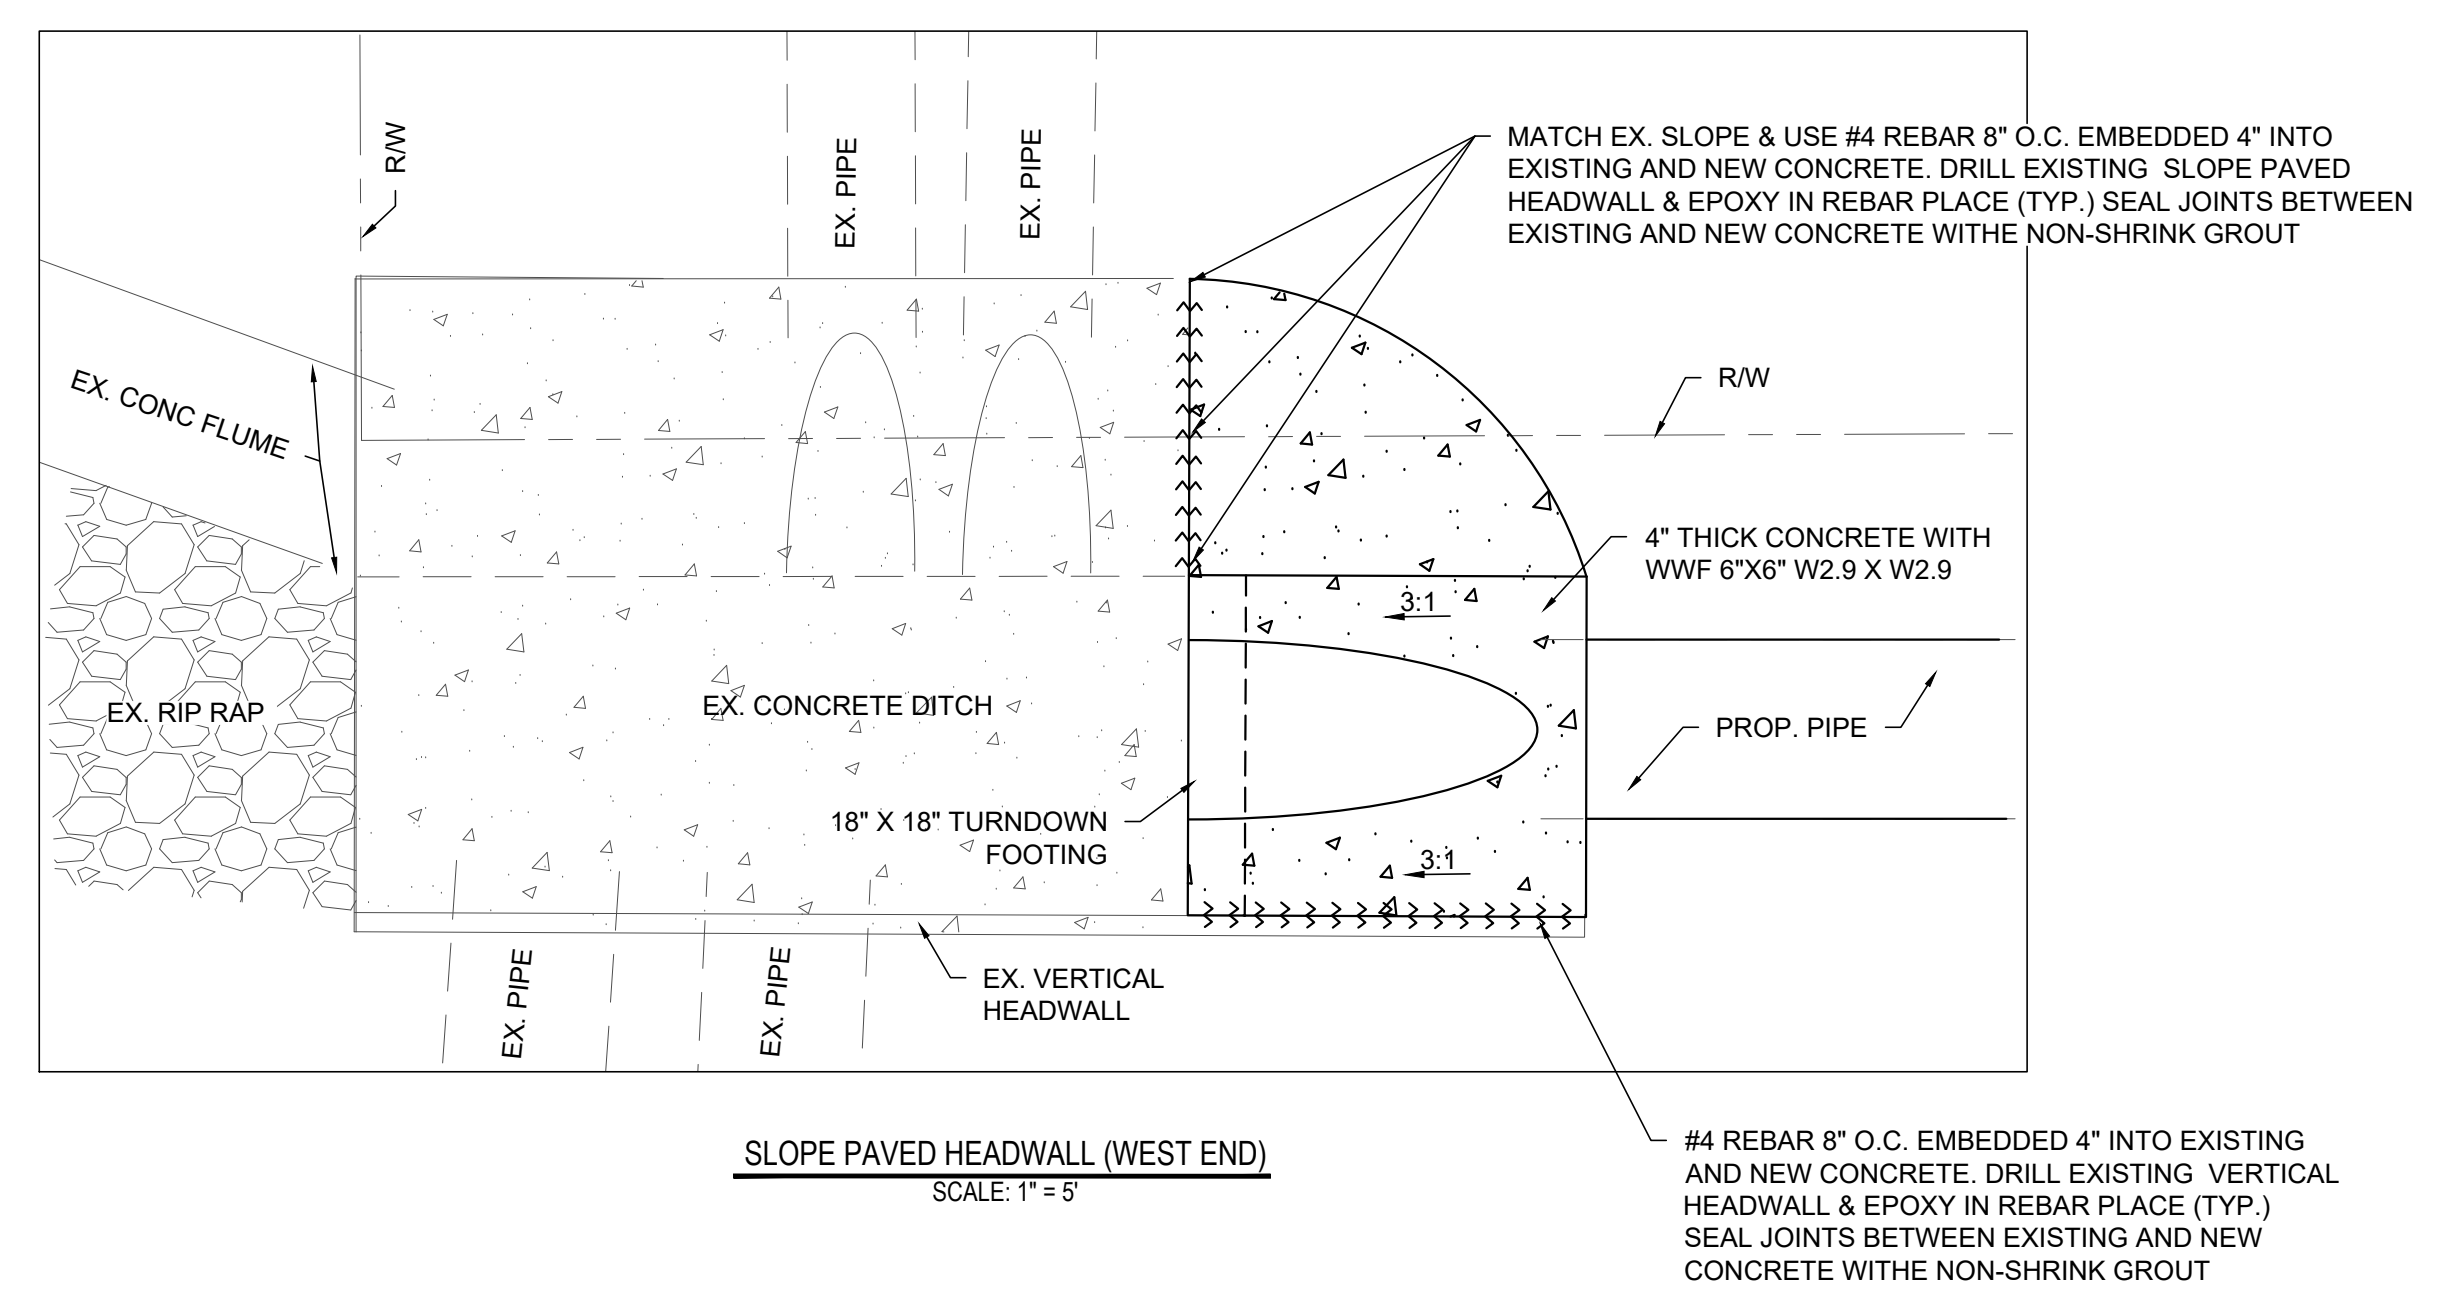 R/W
EX. PIPE
EX. PIPE
MATCH EX. SLOPE & USE #4 REBAR 8" O.C. EMBEDDED 4" INTO
EXISTING AND NEW CONCRETE. DRILL EXISTING SLOPE PAVED
HEADWALL & EPOXY IN REBAR PLACE (TYP.) SEAL JOINTS BETWEEN
EXISTING AND NEW CONCRETE WITHE NON-SHRINK GROUT
EX. CONC FLUME
R/W
4" THICK CONCRETE WITH
WWF 6"X6" W2.9 X W2.9
3:1
EX. RIP RAP
EX. CONCRETE DITCH
PROP. PIPE
18" X 18" TURNDOWN
FOOTING
3:1
EX. PIPE
EX. PIPE
EX. VERTICAL
HEADWALL
SLOPE PAVED HEADWALL (WEST END)
SCALE: 1" = 5'
#4 REBAR 8" O.C. EMBEDDED 4" INTO EXISTING
AND NEW CONCRETE. DRILL EXISTING VERTICAL
HEADWALL & EPOXY IN REBAR PLACE (TYP.)
SEAL JOINTS BETWEEN EXISTING AND NEW
CONCRETE WITHE NON-SHRINK GROUT